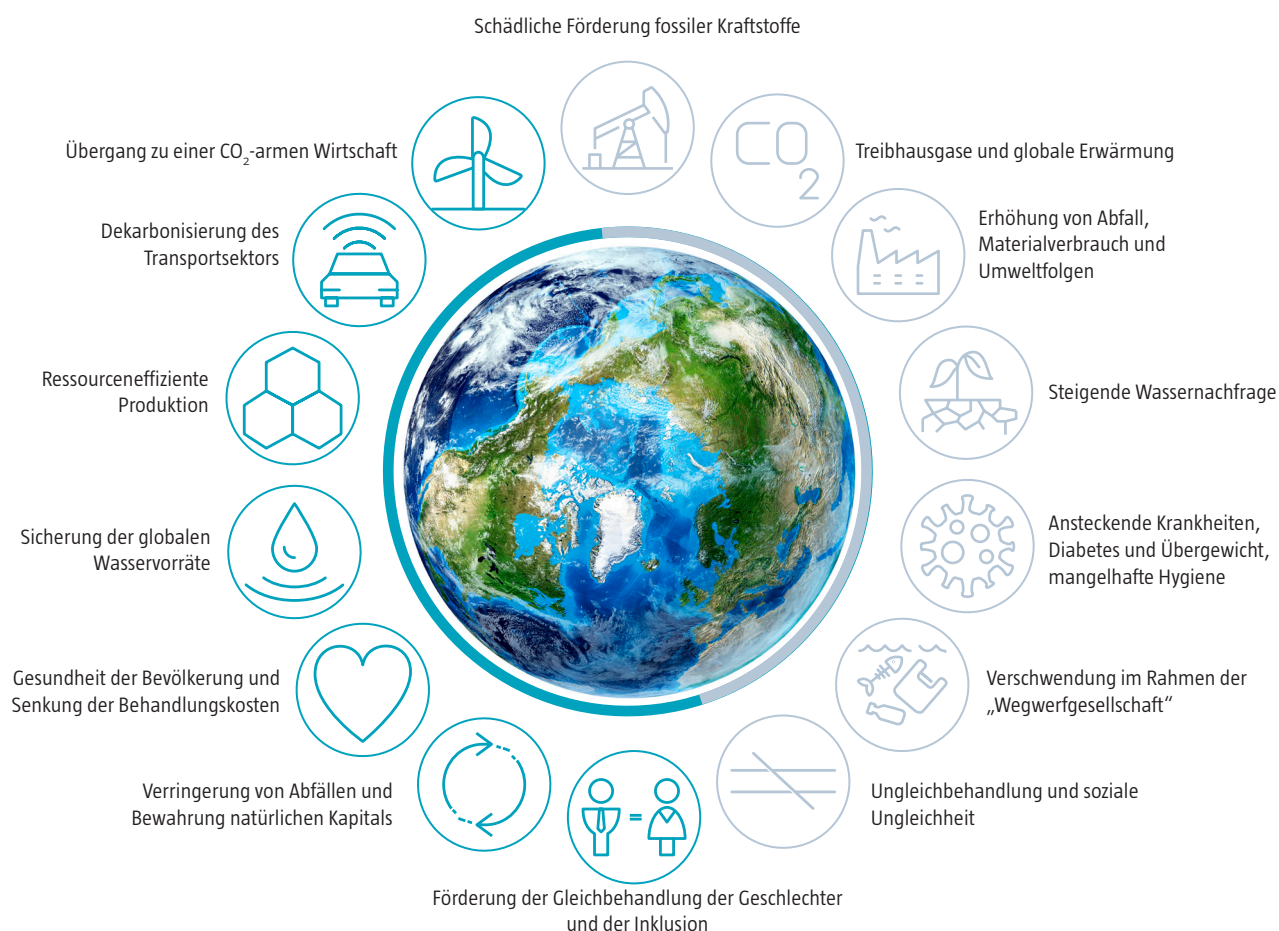 Schädliche Förderung fossiler Kraftstoffe
Übergang zu einer CO₂-armen Wirtschaft
CO
2
Treibhausgase und globale Erwärmung
Dekarbonisierung des
Transportsektors
Erhöhung von Abfall,
Materialverbrauch und
Umweltfolgen
Ressourceneffiziente
Produktion
Steigende Wassernachfrage
Sicherung der globalen
Wasservorräte
Ansteckende Krankheiten,
Diabetes und Übergewicht,
mangelhafte Hygiene
Gesundheit der Bevölkerung und
Senkung der Behandlungskosten
Verschwendung im Rahmen der
„Wegwerfgesellschaft“
Verringerung von Abfällen und
Bewahrung natürlichen Kapitals
Ungleichbehandlung und soziale
Ungleichheit
Förderung der Gleichbehandlung der Geschlechter
und der Inklusion